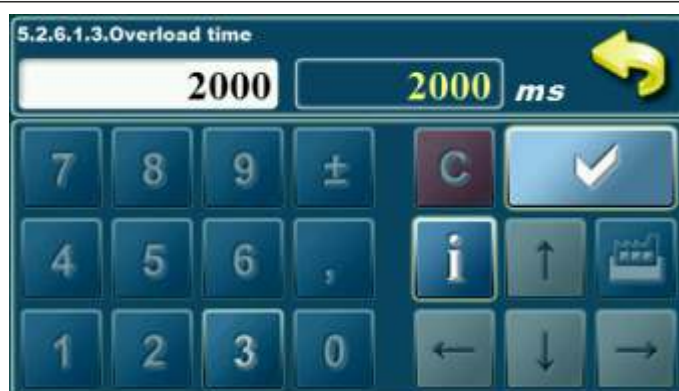 5.2.6.1.3.Overload time
2000 2000 ms
7 8 9 ± C
4 5 6 , i ↑
1 2 3 0 ← ↓ →